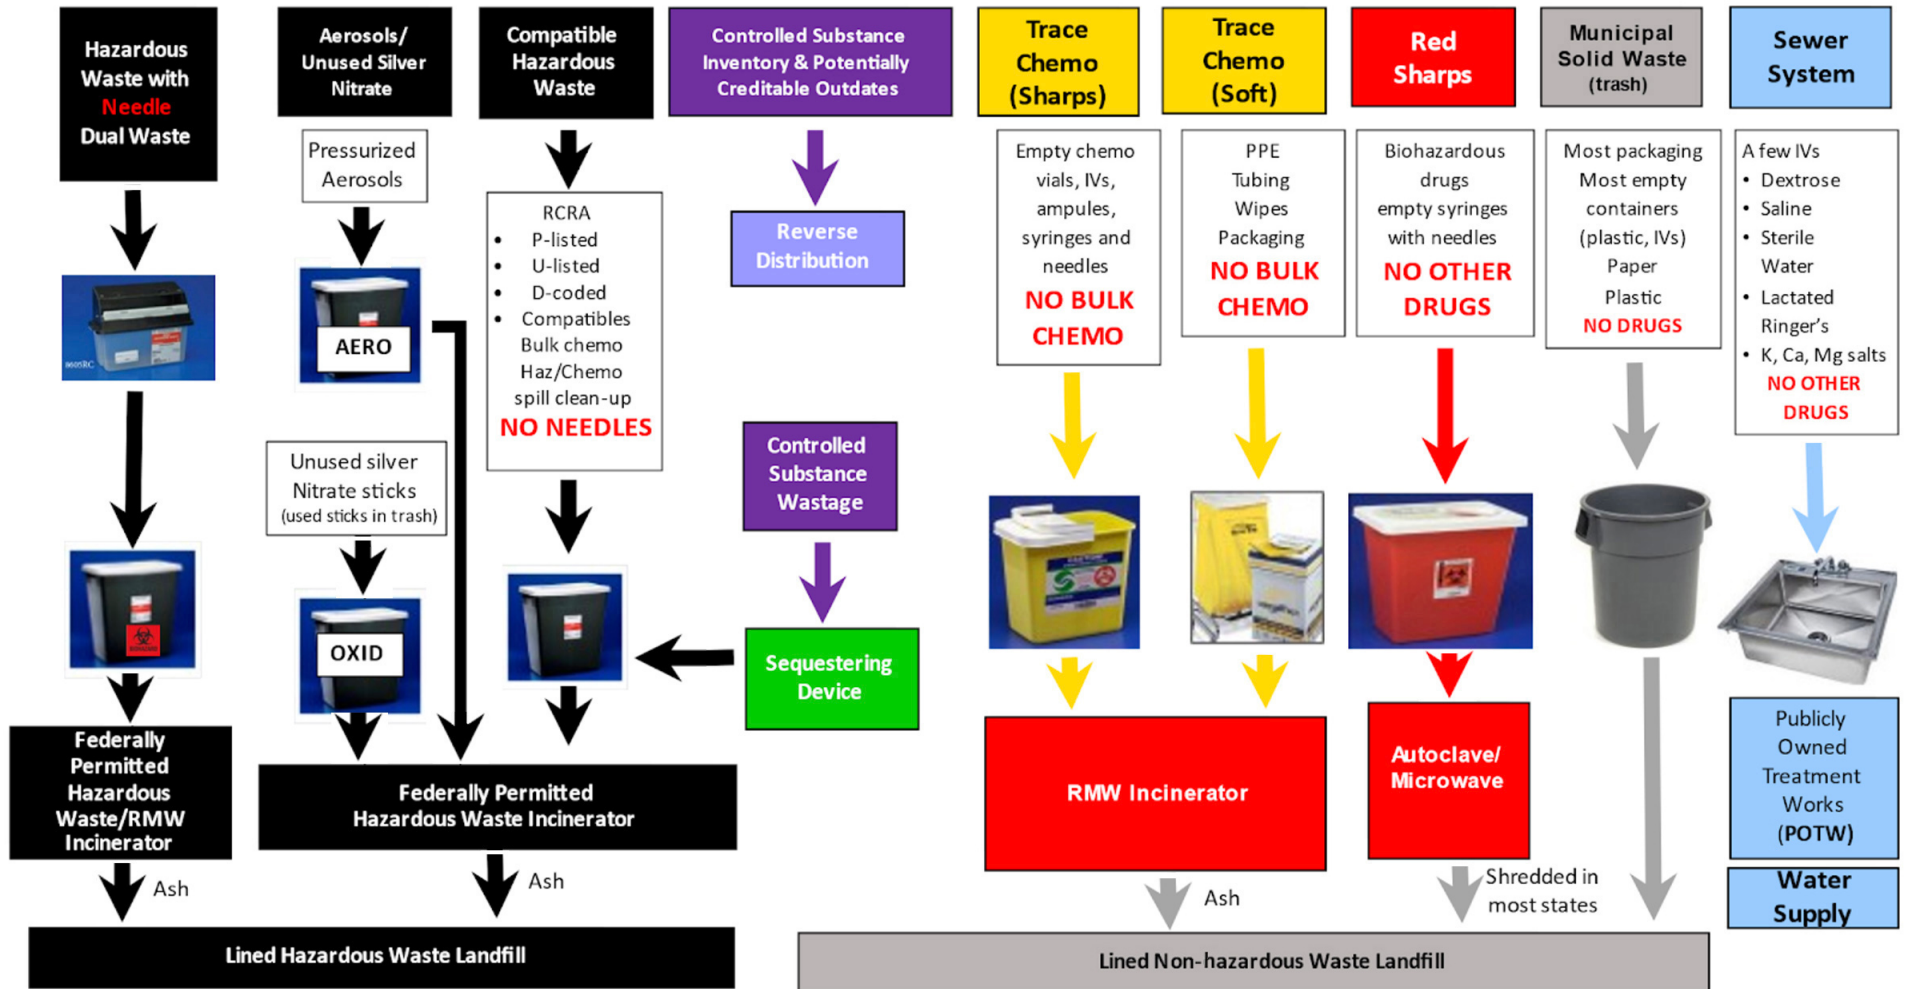 Hazardous
Waste with
Needle
Dual Waste
Aerosols/
Unused Silver
Nitrate
Compatible
Hazardous
Waste
Controlled Substance
Inventory & Potentially
Creditable Outdates
Trace
Chemo
(Sharps)
Trace
Chemo
(Soft)
Red
Sharps
Municipal
Solid Waste
(trash)
Sewer
System
Pressurized
Aerosols
RCRA
• P-listed
• U-listed
• D-coded
• Compatibles
Bulk chemo
Haz/Chemo
spill clean-up
NO NEEDLES
Reverse
Distribution
Empty chemo
vials, IVs,
ampules,
syringes and
needles
NO BULK
CHEMO
PPE
Tubing
Wipes
Packaging
NO BULK
CHEMO
Biohazardous
drugs
empty syringes
with needles
NO OTHER
DRUGS
Most packaging
Most empty
containers
(plastic, IVs)
Paper
Plastic
NO DRUGS
A few IVs
• Dextrose
• Saline
• Sterile
Water
• Lactated
Ringer's
• K, Ca, Mg salts
NO OTHER
DRUGS
8605RC
AERO
Unused silver
Nitrate sticks
(used sticks in trash)
OXID
Controlled
Substance
Wastage
Sequestering
Device
Federally
Permitted
Hazardous
Waste/RMW
Incinerator
Federally Permitted
Hazardous Waste Incinerator
RMW Incinerator
Autoclave/
Microwave
Publicly
Owned
Treatment
Works
(POTW)
Water
Supply
Ash
Ash
Ash
Shredded in
most states
Lined Hazardous Waste Landfill
Lined Non-hazardous Waste Landfill